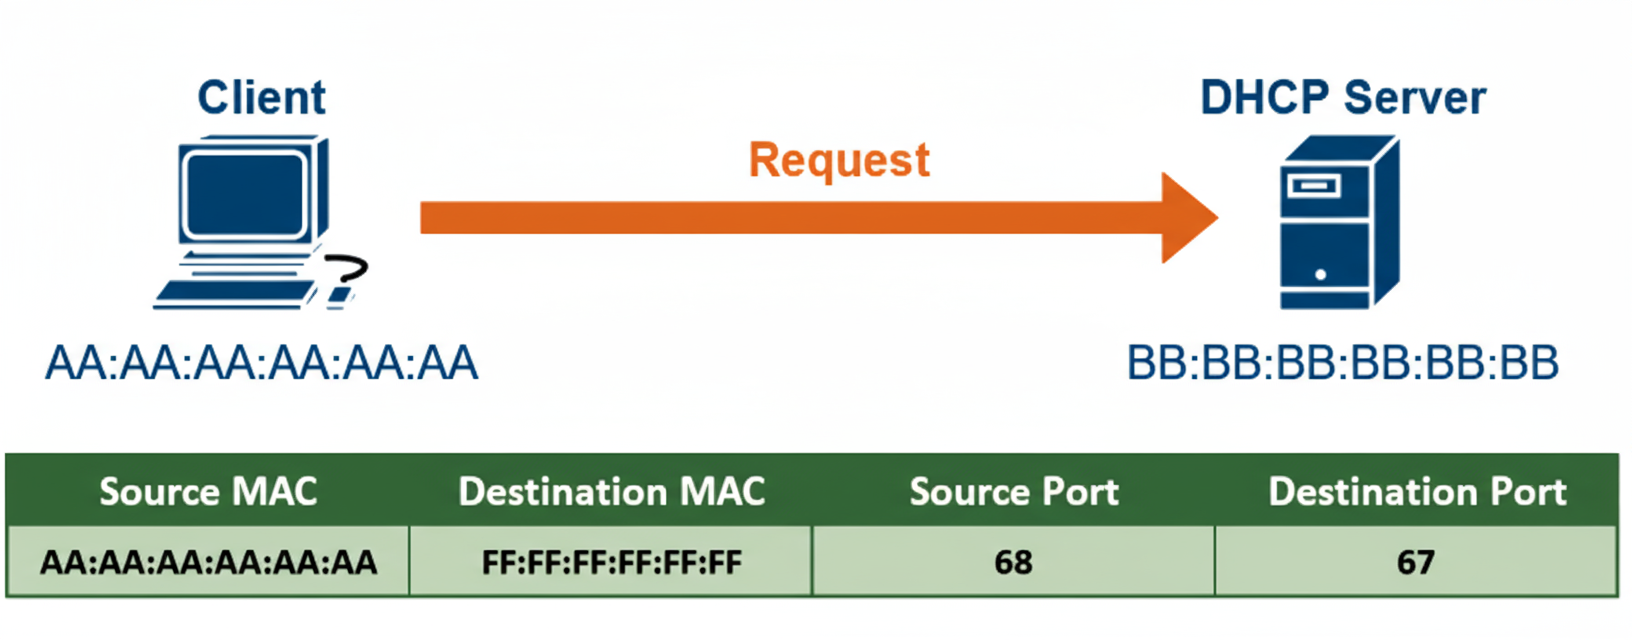 Client
DHCP Server
Request
AA:AA:AA:AA:AA:AA
BB:BB:BB:BB:BB:BB
Source MAC Destination MAC Source Port Destination Port
AA:AA:AA:AA:AA:AA FF:FF:FF:FF:FF:FF 68 67